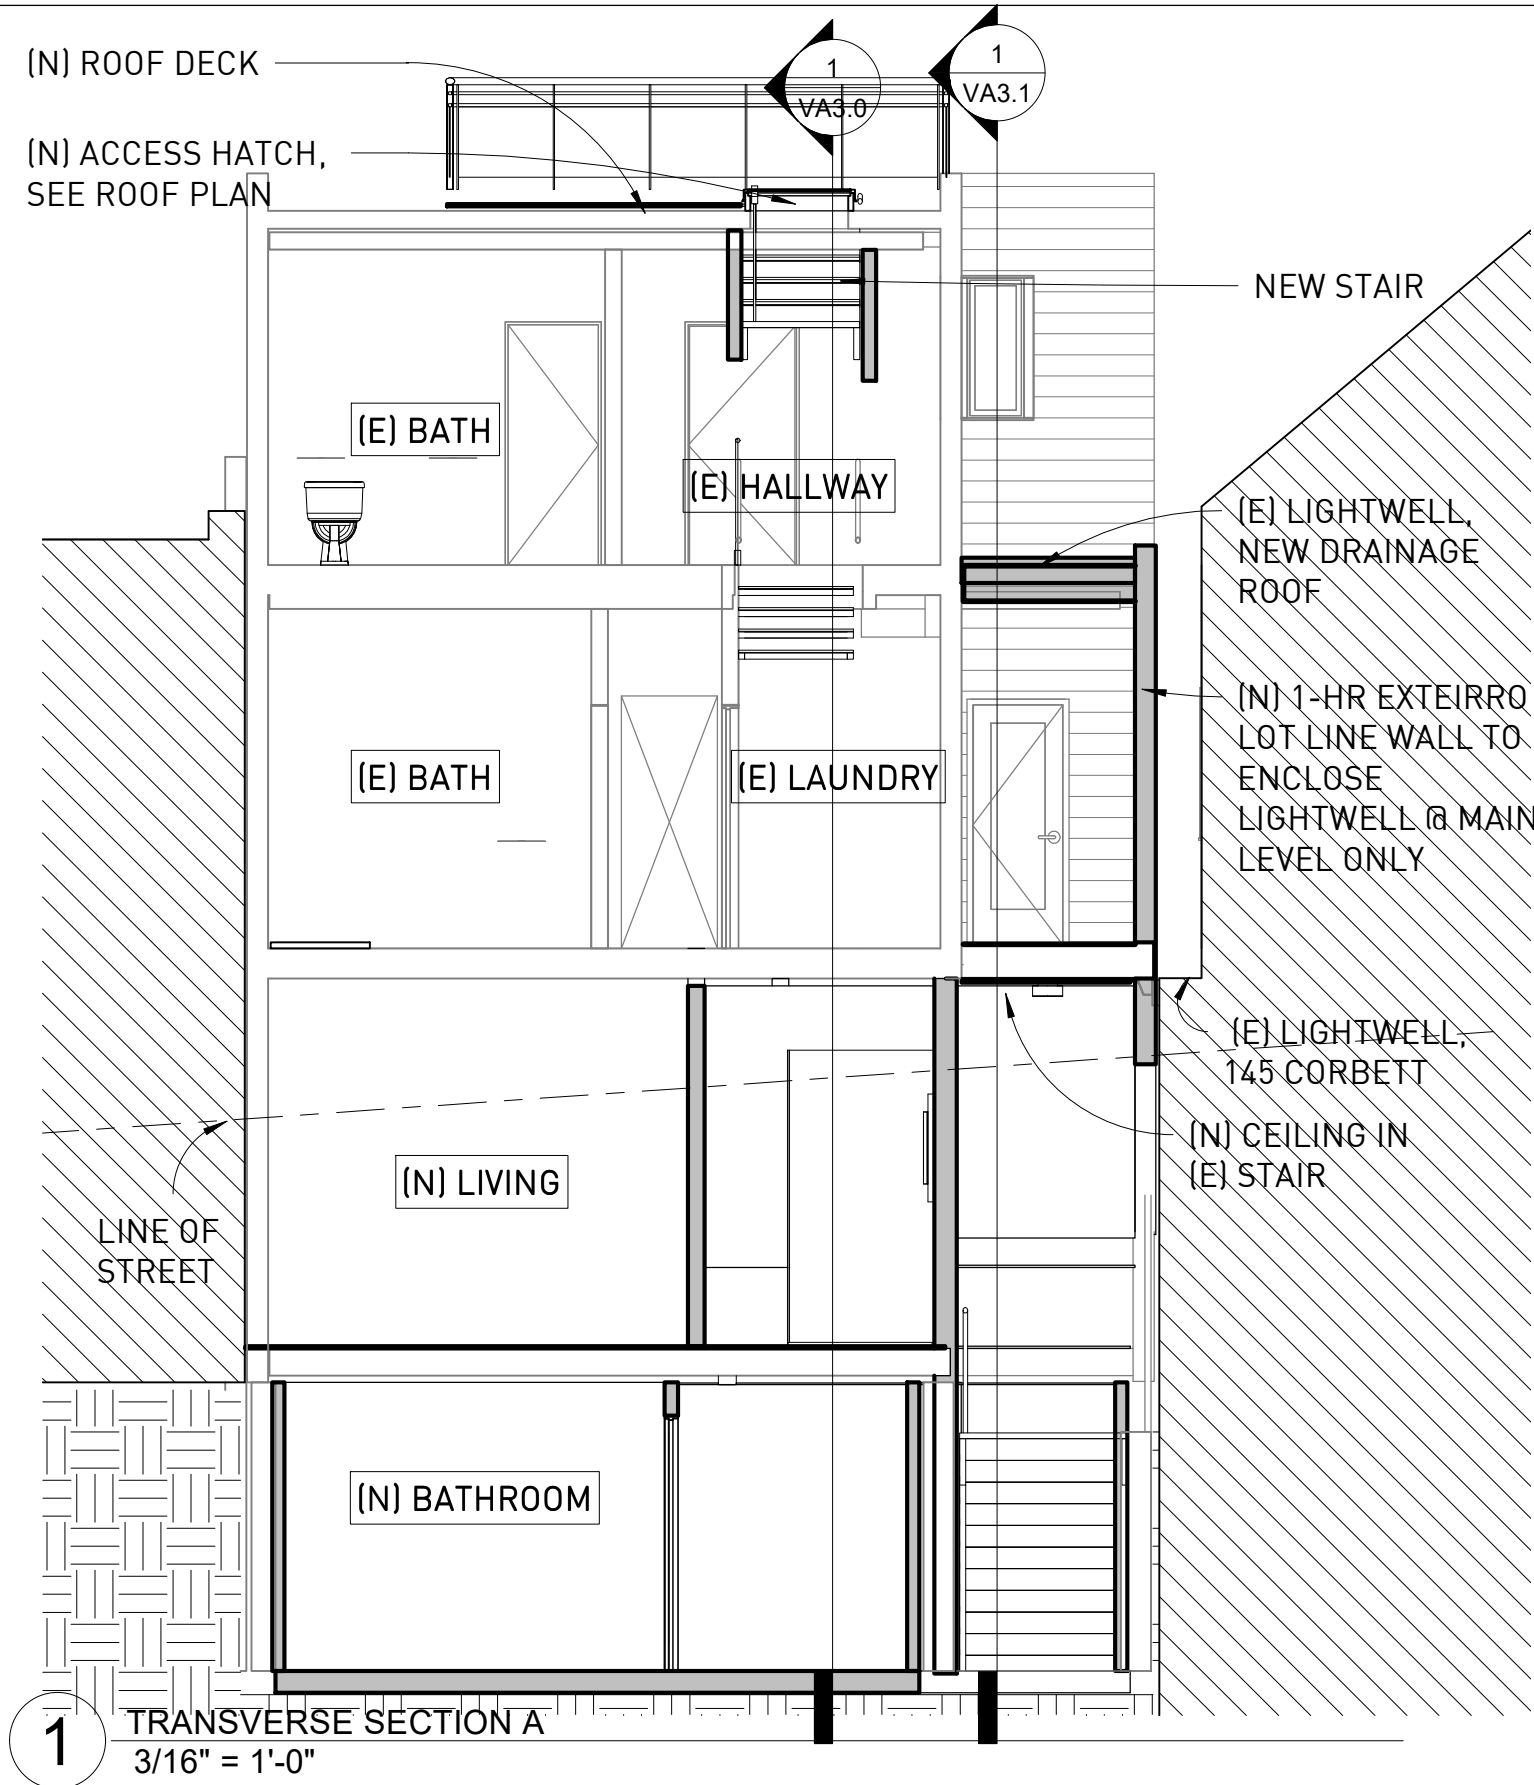 (N) ROOF DECK
(N) ACCESS HATCH,
SEE ROOF PLAN
1
VA3.0
1
VA3.1
NEW STAIR
(E) BATH
(E) HALLWAY
(E) LIGHTWELL,
NEW DRAINAGE
ROOF
(N) 1-HR EXTEIRRO
LOT LINE WALL TO
ENCLOSE
LIGHTWELL @ MAIN
LEVEL ONLY
(E) BATH
(E) LAUNDRY
(E) LIGHTWELL,
145 CORBETT
(N) CEILING IN
(E) STAIR
(N) LIVING
LINE OF
STREET
(N) BATHROOM
1
TRANSVERSE SECTION A
3/16" = 1'-0"